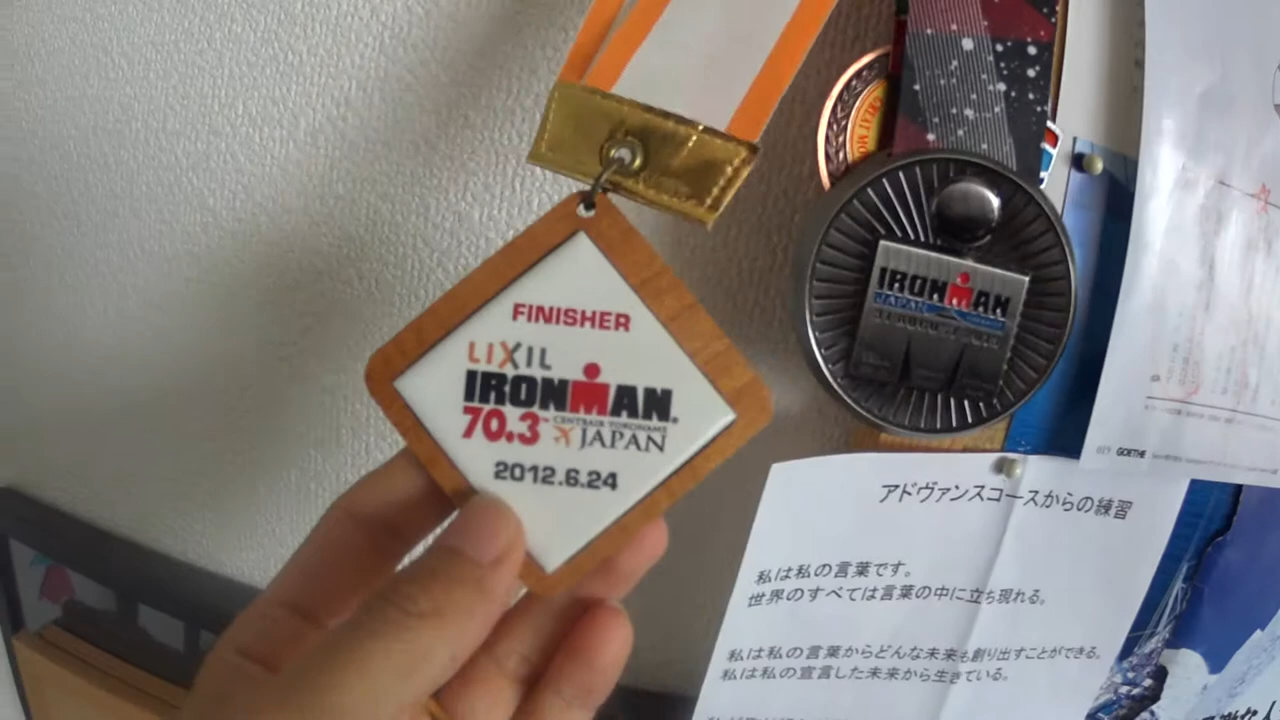 FINISHER
LIXIL
IRONMAN
70.3
CENTRAIR TOKONAME
JAPAN
2012.6.24
IRONMAN
JAPAN
GREAT
GOETHE
アドヴァンスコースからの練習
私は私の言葉です。
世界のすべては言葉の中に立ち現れる。
私は私の言葉からどんな未来も創り出すことができる。
私は私の宣言した未来から生きている。